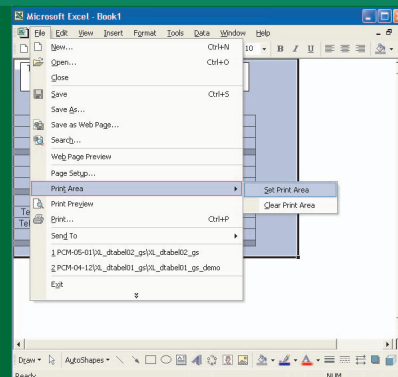 Microsoft Excel - Book1
File Edit View Insert Format Tools Data Window Help
10 B I U
New... Ctrl+N
Open... Ctrl+O
Close
Save Ctrl+S
Save As...
Save as Web Page...
Search...
Web Page Preview
Page Setup...
Print Area
Set Print Area
Clear Print Area
Print Preview
Print... Ctrl+P
Send To
1 PCM-05-01\XL_dtabel02_gs\XL_dtabel02_gs
2 PCM-04-12\XL_dtabel01_gs\XL_dtabel01_gs_demo
Exit
Draw AutoShapes
Ready NUM